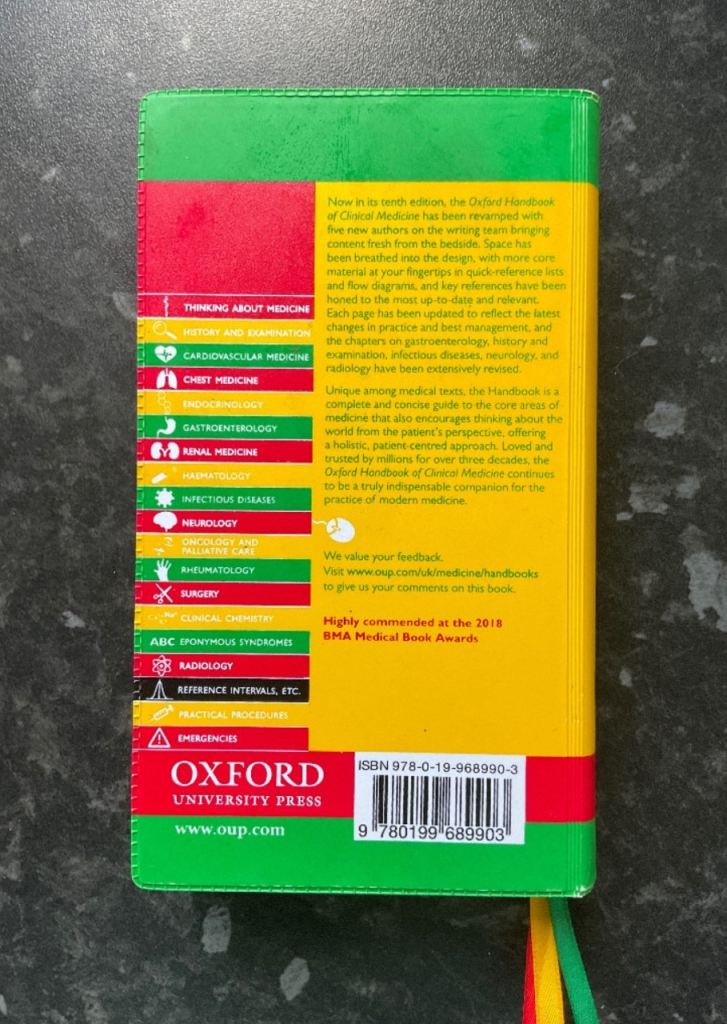 Now in its tenth edition, the Oxford Handbook
of Clinical Medicine has been revamped with
five new authors on the writing team bringing
content fresh from the bedside. Space has
been breathed into the design, with more core
material at your fingertips in quick-reference lists
and flow diagrams, and key references have been
honed to the most up-to-date and relevant.
Each page has been updated to reflect the latest
changes in practice and best management, and
the chapters on gastroenterology, history and
examination, infectious diseases, neurology, and
radiology have been extensively revised.
Unique among medical texts, the Handbook is a
complete and concise guide to the core areas of
medicine that also encourages thinking about the
world from the patient's perspective, offering
a holistic, patient-centred approach. Loved and
trusted by millions for over three decades, the
Oxford Handbook of Clinical Medicine continues
to be a truly indispensable companion for the
practice of modern medicine.
We value your feedback.
Visit www.oup.com/uk/medicine/handbooks
to give us your comments on this book.
Highly commended at the 2018
BMA Medical Book Awards
THINKING ABOUT MEDICINE
HISTORY AND EXAMINATION
CARDIOVASCULAR MEDICINE
CHEST MEDICINE
ENDOCRINOLOGY
GASTROENTEROLOGY
RENAL MEDICINE
HAEMATOLOGY
INFECTIOUS DISEASES
NEUROLOGY
ONCOLOGY AND
PALLIATIVE CARE
RHEUMATOLOGY
SURGERY
CLINICAL CHEMISTRY
ABC EPONYMOUS SYNDROMES
RADIOLOGY
REFERENCE INTERVALS, ETC.
PRACTICAL PROCEDURES
EMERGENCIES
OXFORD
UNIVERSITY PRESS
www.oup.com
ISBN 978-0-19-968990-3
9 780199 689903